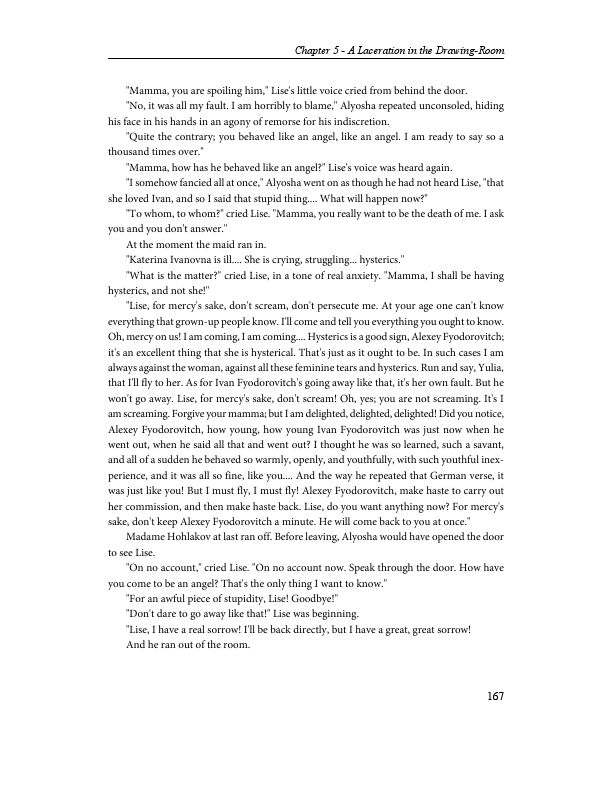 Chapter 5 - A Laceration in the Drawing-Room
"Mamma, you are spoiling him," Lise's little voice cried from behind the door.
"No, it was all my fault. I am horribly to blame," Alyosha repeated unconsoled, hiding
his face in his hands in an agony of remorse for his indiscretion.
"Quite the contrary; you behaved like an angel, like an angel. I am ready to say so a
thousand times over."
"Mamma, how has he behaved like an angel?" Lise's voice was heard again.
"I somehow fancied all at once," Alyosha went on as though he had not heard Lise, "that
she loved Ivan, and so I said that stupid thing.... What will happen now?"
"To whom, to whom?" cried Lise. "Mamma, you really want to be the death of me. I ask
you and you don't answer."
At the moment the maid ran in.
"Katerina Ivanovna is ill.... She is crying, struggling... hysterics."
"What is the matter?" cried Lise, in a tone of real anxiety. "Mamma, I shall be having
hysterics, and not she!"
"Lise, for mercy's sake, don't scream, don't persecute me. At your age one can't know
everything that grown-up people know. I'll come and tell you everything you ought to know.
Oh, mercy on us! I am coming, I am coming.... Hysterics is a good sign, Alexey Fyodorovitch;
it's an excellent thing that she is hysterical. That's just as it ought to be. In such cases I am
always against the woman, against all these feminine tears and hysterics. Run and say, Yulia,
that I'll fly to her. As for Ivan Fyodorovitch's going away like that, it's her own fault. But he
won't go away. Lise, for mercy's sake, don't scream! Oh, yes; you are not screaming. It's I
am screaming. Forgive your mamma; but I am delighted, delighted, delighted! Did you notice,
Alexey Fyodorovitch, how young, how young Ivan Fyodorovitch was just now when he
went out, when he said all that and went out? I thought he was so learned, such a savant,
and all of a sudden he behaved so warmly, openly, and youthfully, with such youthful inex-
perience, and it was all so fine, like you.... And the way he repeated that German verse, it
was just like you! But I must fly, I must fly! Alexey Fyodorovitch, make haste to carry out
her commission, and then make haste back. Lise, do you want anything now? For mercy's
sake, don't keep Alexey Fyodorovitch a minute. He will come back to you at once."
Madame Hohlakov at last ran off. Before leaving, Alyosha would have opened the door
to see Lise.
"On no account," cried Lise. "On no account now. Speak through the door. How have
you come to be an angel? That's the only thing I want to know."
"For an awful piece of stupidity, Lise! Goodbye!"
"Don't dare to go away like that!" Lise was beginning.
"Lise, I have a real sorrow! I'll be back directly, but I have a great, great sorrow!
And he ran out of the room.
167